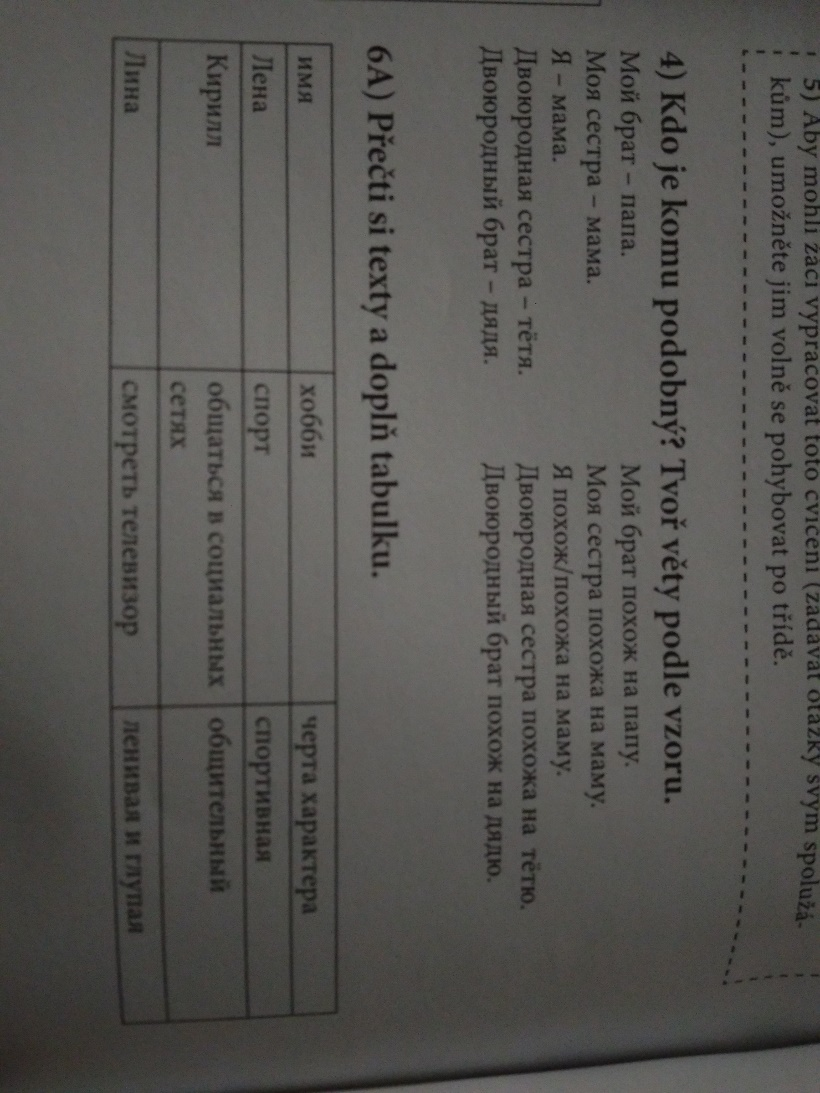 5) Aby mohli žáci vypracovat toto cvičení (zadávat otázky svým spolužá-
kům), umožněte jim volně se pohybovat po třídě.
4) Kdo je komu podobný? Tvoř věty podle vzoru.
Мой брат – папа. Мой брат похож на папу.
Моя сестра – мама. Моя сестра похожа на маму.
Я – мама. Я похож/похожа на маму.
Двоюродная сестра – тётя. Двоюродная сестра похожа на тётю.
Двоюродный брат – дядя. Двоюродный брат похож на дядю.
6A) Přečti si texty a doplň tabulku.
имя хобби черта характера
Лена спорт спортивная
Кирилл общаться в социальных общительный
сетях
Лина смотреть телевизор ленивая и глупая